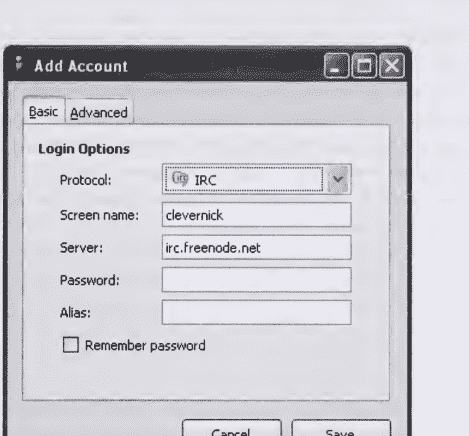 Add Account
Basic Advanced
Login Options
Protocol: IRC
Screen name: clevernick
Server: irc.freenode.net
Password:
Alias:
Remember password
Cancel Save